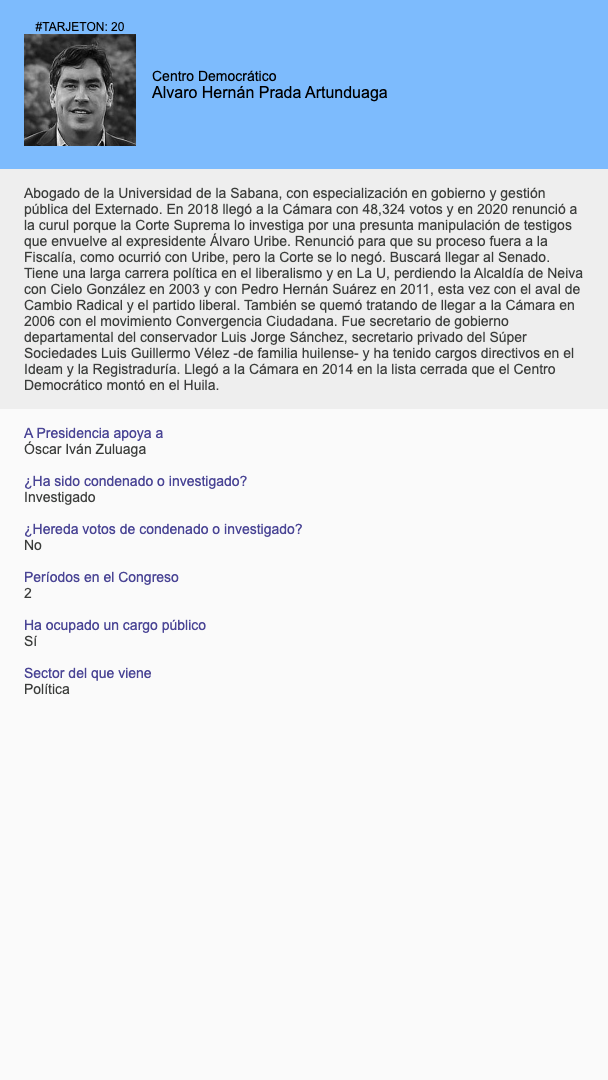 #TARJETON: 20
Centro Democrático
Alvaro Hernán Prada Artunduaga
Abogado de la Universidad de la Sabana, con especialización en gobierno y gestión
pública del Externado. En 2018 llegó a la Cámara con 48,324 votos y en 2020 renunció a
la curul porque la Corte Suprema lo investiga por una presunta manipulación de testigos
que envuelve al expresidente Álvaro Uribe. Renunció para que su proceso fuera a la
Fiscalía, como ocurrió con Uribe, pero la Corte se lo negó. Buscará llegar al Senado.
Tiene una larga carrera política en el liberalismo y en La U, perdiendo la Alcaldía de Neiva
con Cielo González en 2003 y con Pedro Hernán Suárez en 2011, esta vez con el aval de
Cambio Radical y el partido liberal. También se quemó tratando de llegar a la Cámara en
2006 con el movimiento Convergencia Ciudadana. Fue secretario de gobierno
departamental del conservador Luis Jorge Sánchez, secretario privado del Súper
Sociedades Luis Guillermo Vélez -de familia huilense- y ha tenido cargos directivos en el
Ideam y la Registraduría. Llegó a la Cámara en 2014 en la lista cerrada que el Centro
Democrático montó en el Huila.
A Presidencia apoya a
Óscar Iván Zuluaga
¿Ha sido condenado o investigado?
Investigado
¿Hereda votos de condenado o investigado?
No
Períodos en el Congreso
2
Ha ocupado un cargo público
Sí
Sector del que viene
Política